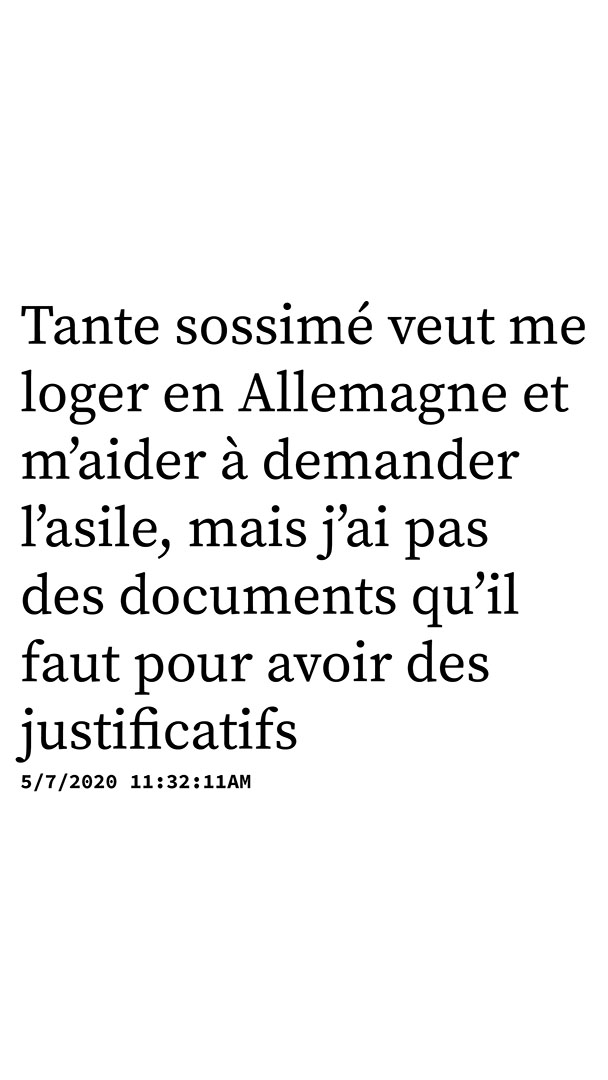 Tante sossimé veut me
loger en Allemagne et
m’aider à demander
l’asile, mais j’ai pas
des documents qu’il
faut pour avoir des
justificatifs
5/7/2020 11:32:11AM